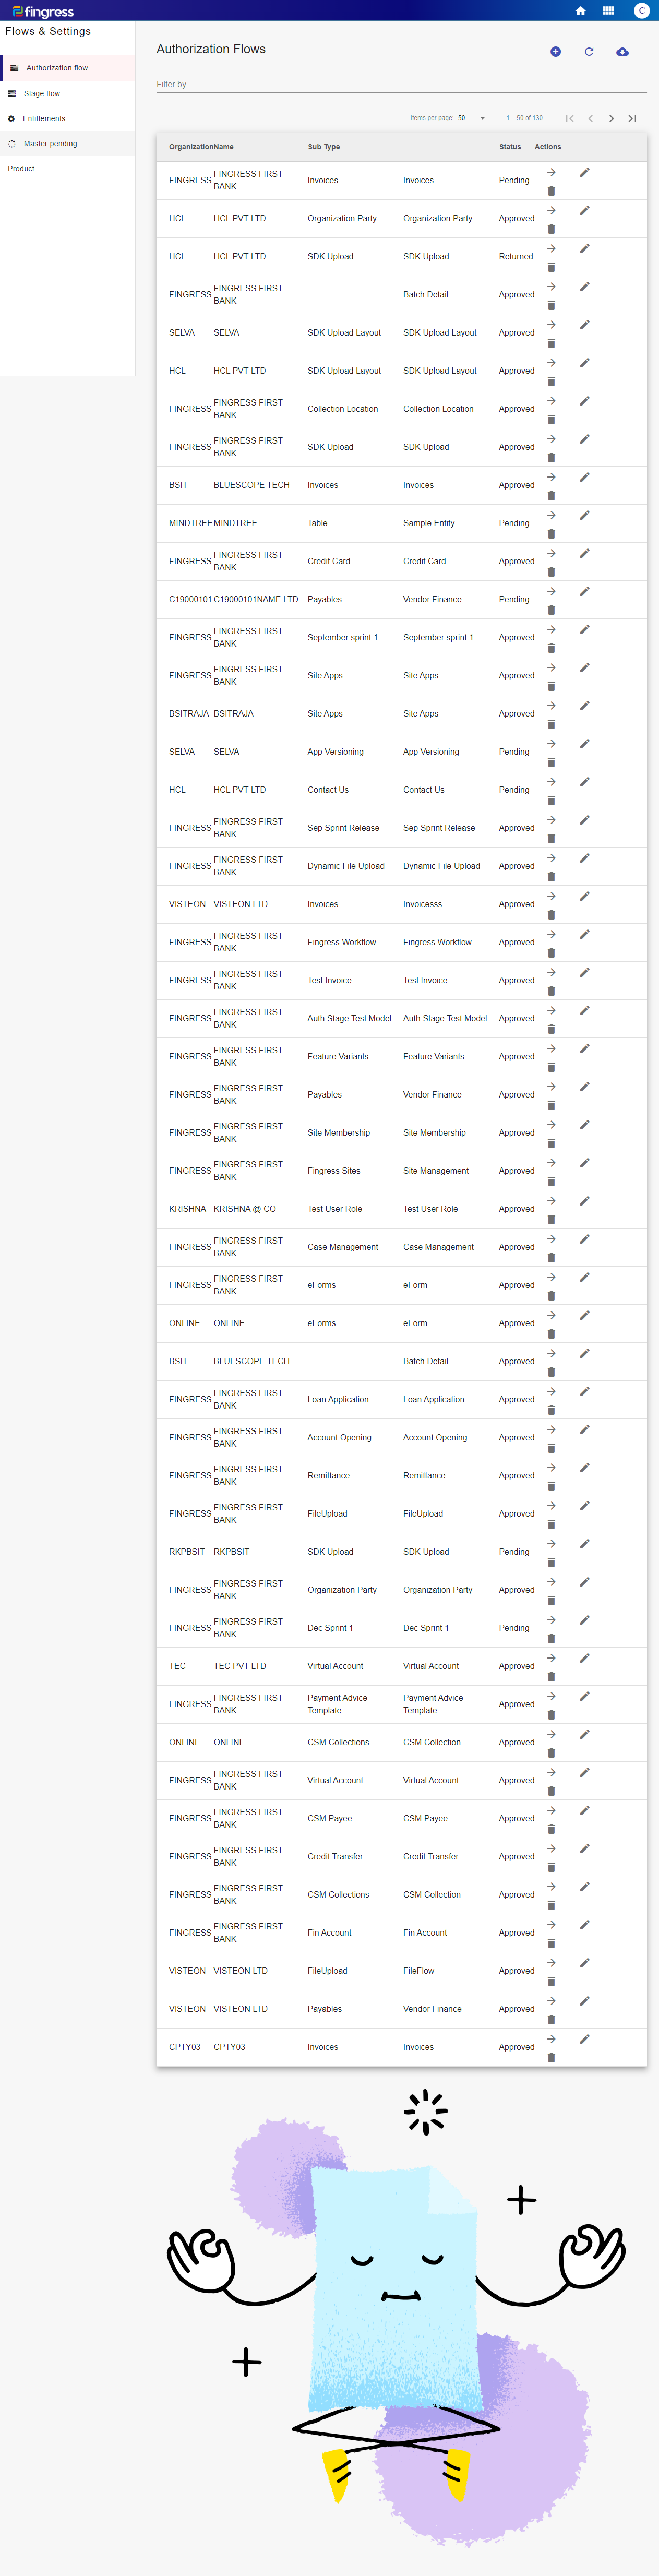 fingress
C
Flows & Settings
Authorization flow
Stage flow
Entitlements
Master pending
Product
Authorization Flows
Filter by
Items per page: 50 1 – 50 of 130
OrganizationName Sub Type Status Actions
FINGRESS FINGRESS FIRST BANK Invoices Invoices Pending
HCL HCL PVT LTD Organization Party Organization Party Approved
HCL HCL PVT LTD SDK Upload SDK Upload Returned
FINGRESS FINGRESS FIRST BANK Batch Detail Approved
SELVA SELVA SDK Upload Layout SDK Upload Layout Approved
HCL HCL PVT LTD SDK Upload Layout SDK Upload Layout Approved
FINGRESS FINGRESS FIRST BANK Collection Location Collection Location Approved
FINGRESS FINGRESS FIRST BANK SDK Upload SDK Upload Approved
BSIT BLUESCOPE TECH Invoices Invoices Approved
MINDTREE MINDTREE Table Sample Entity Pending
FINGRESS FINGRESS FIRST BANK Credit Card Credit Card Approved
C19000101 C19000101NAME LTD Payables Vendor Finance Pending
FINGRESS FINGRESS FIRST BANK September sprint 1 September sprint 1 Approved
FINGRESS FINGRESS FIRST BANK Site Apps Site Apps Approved
BSITRAJA BSITRAJA Site Apps Site Apps Approved
SELVA SELVA App Versioning App Versioning Pending
HCL HCL PVT LTD Contact Us Contact Us Pending
FINGRESS FINGRESS FIRST BANK Sep Sprint Release Sep Sprint Release Approved
FINGRESS FINGRESS FIRST BANK Dynamic File Upload Dynamic File Upload Approved
VISTEON VISTEON LTD Invoices Invoicesss Approved
FINGRESS FINGRESS FIRST BANK Fingress Workflow Fingress Workflow Approved
FINGRESS FINGRESS FIRST BANK Test Invoice Test Invoice Approved
FINGRESS FINGRESS FIRST BANK Auth Stage Test Model Auth Stage Test Model Approved
FINGRESS FINGRESS FIRST BANK Feature Variants Feature Variants Approved
FINGRESS FINGRESS FIRST BANK Payables Vendor Finance Approved
FINGRESS FINGRESS FIRST BANK Site Membership Site Membership Approved
FINGRESS FINGRESS FIRST BANK Fingress Sites Site Management Approved
KRISHNA KRISHNA @ CO Test User Role Test User Role Approved
FINGRESS FINGRESS FIRST BANK Case Management Case Management Approved
FINGRESS FINGRESS FIRST BANK eForms eForm Approved
ONLINE ONLINE eForms eForm Approved
BSIT BLUESCOPE TECH Batch Detail Approved
FINGRESS FINGRESS FIRST BANK Loan Application Loan Application Approved
FINGRESS FINGRESS FIRST BANK Account Opening Account Opening Approved
FINGRESS FINGRESS FIRST BANK Remittance Remittance Approved
FINGRESS FINGRESS FIRST BANK FileUpload FileUpload Approved
RKPBSIT RKPBSIT SDK Upload SDK Upload Pending
FINGRESS FINGRESS FIRST BANK Organization Party Organization Party Approved
FINGRESS FINGRESS FIRST BANK Dec Sprint 1 Dec Sprint 1 Pending
TEC TEC PVT LTD Virtual Account Virtual Account Approved
FINGRESS FINGRESS FIRST BANK Payment Advice Template Payment Advice Template Approved
ONLINE ONLINE CSM Collections CSM Collection Approved
FINGRESS FINGRESS FIRST BANK Virtual Account Virtual Account Approved
FINGRESS FINGRESS FIRST BANK CSM Payee CSM Payee Approved
FINGRESS FINGRESS FIRST BANK Credit Transfer Credit Transfer Approved
FINGRESS FINGRESS FIRST BANK CSM Collections CSM Collection Approved
FINGRESS FINGRESS FIRST BANK Fin Account Fin Account Approved
VISTEON VISTEON LTD FileUpload FileFlow Approved
VISTEON VISTEON LTD Payables Vendor Finance Approved
CPTY03 CPTY03 Invoices Invoices Approved